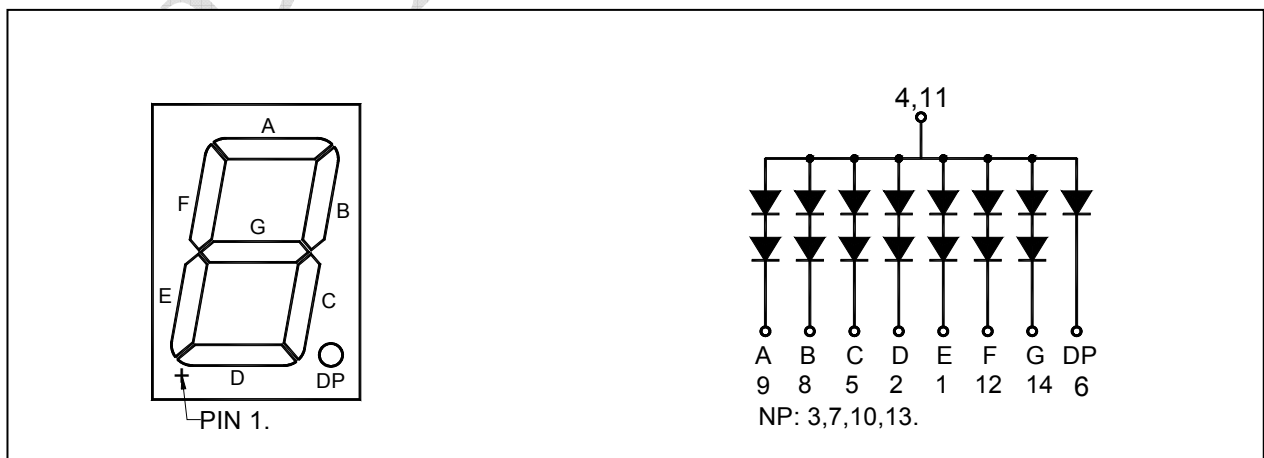 A
F
B
G
E
C
D
DP
PIN 1.
4,11
A B C D E F G DP
9 8 5 2 1 12 14 6
NP: 3,7,10,13.